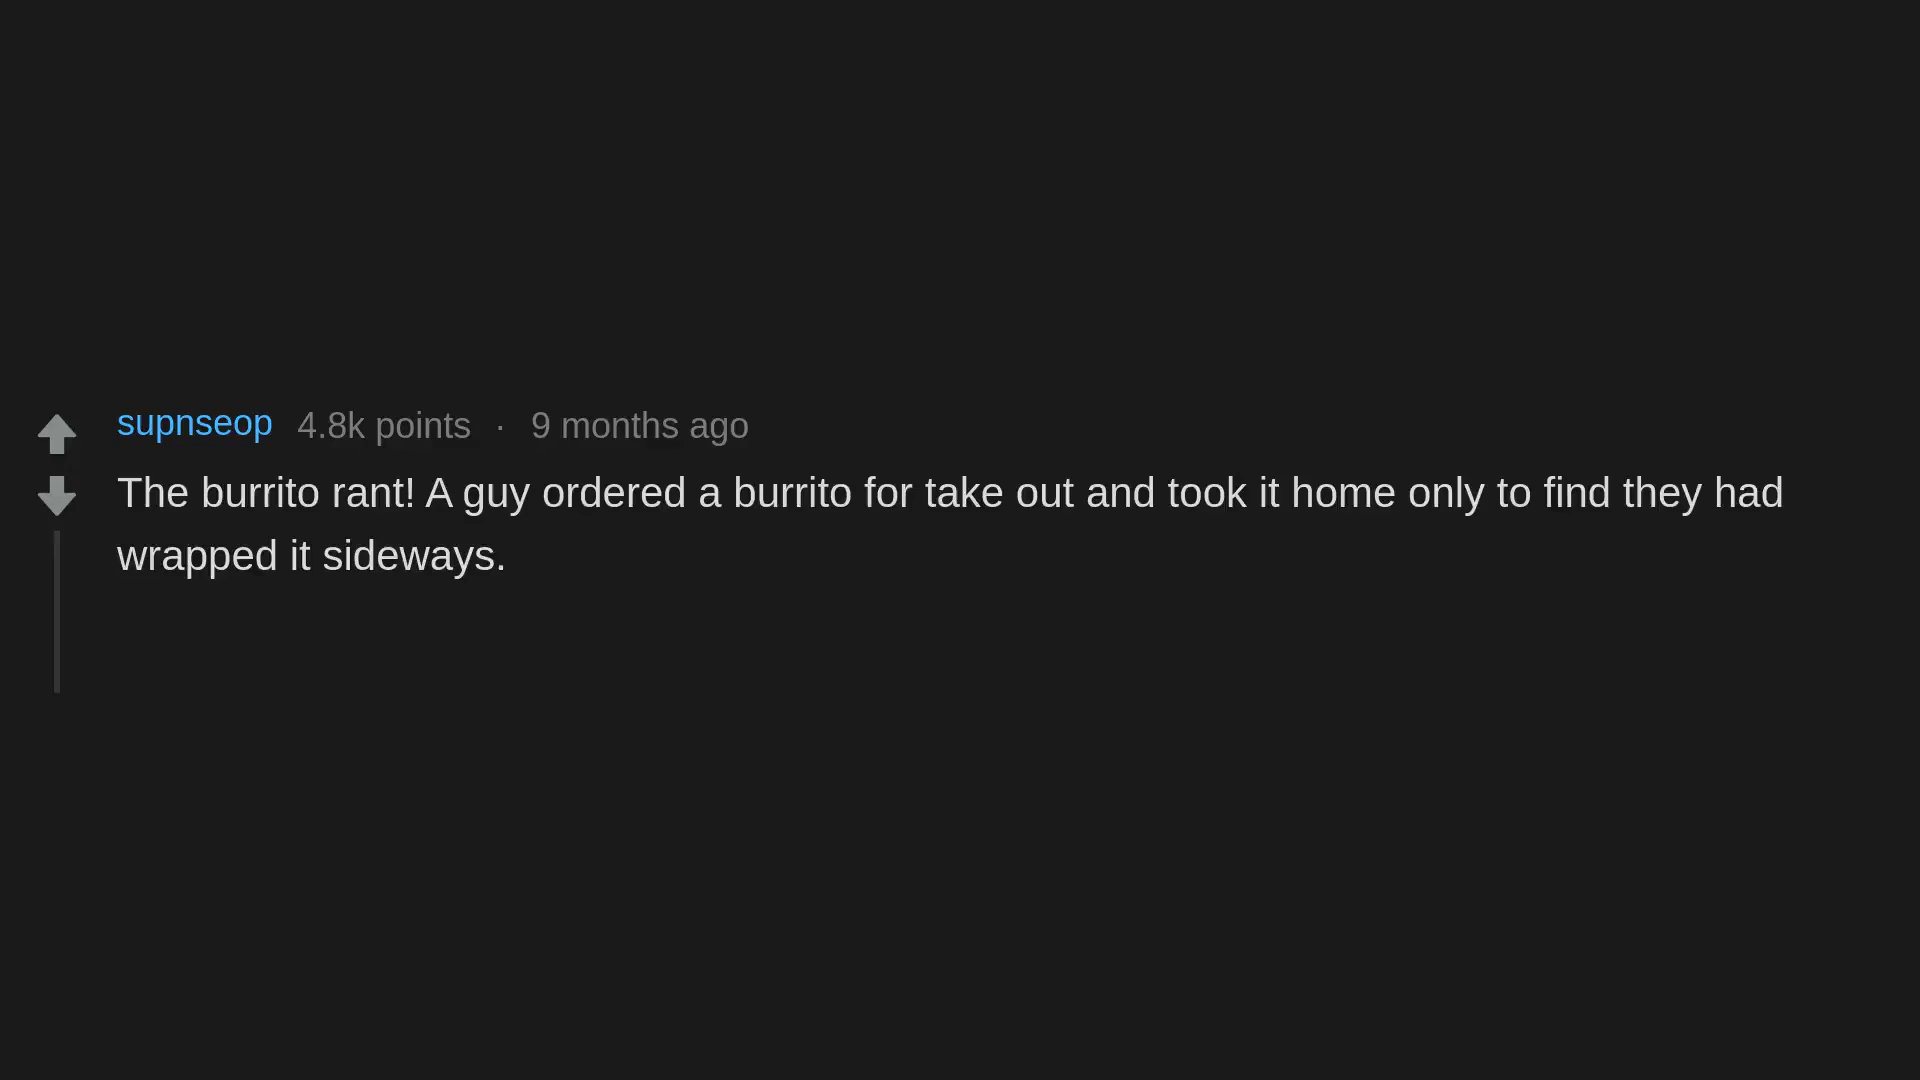 supnseop 4.8k points · 9 months ago
The burrito rant! A guy ordered a burrito for take out and took it home only to find they had
wrapped it sideways.